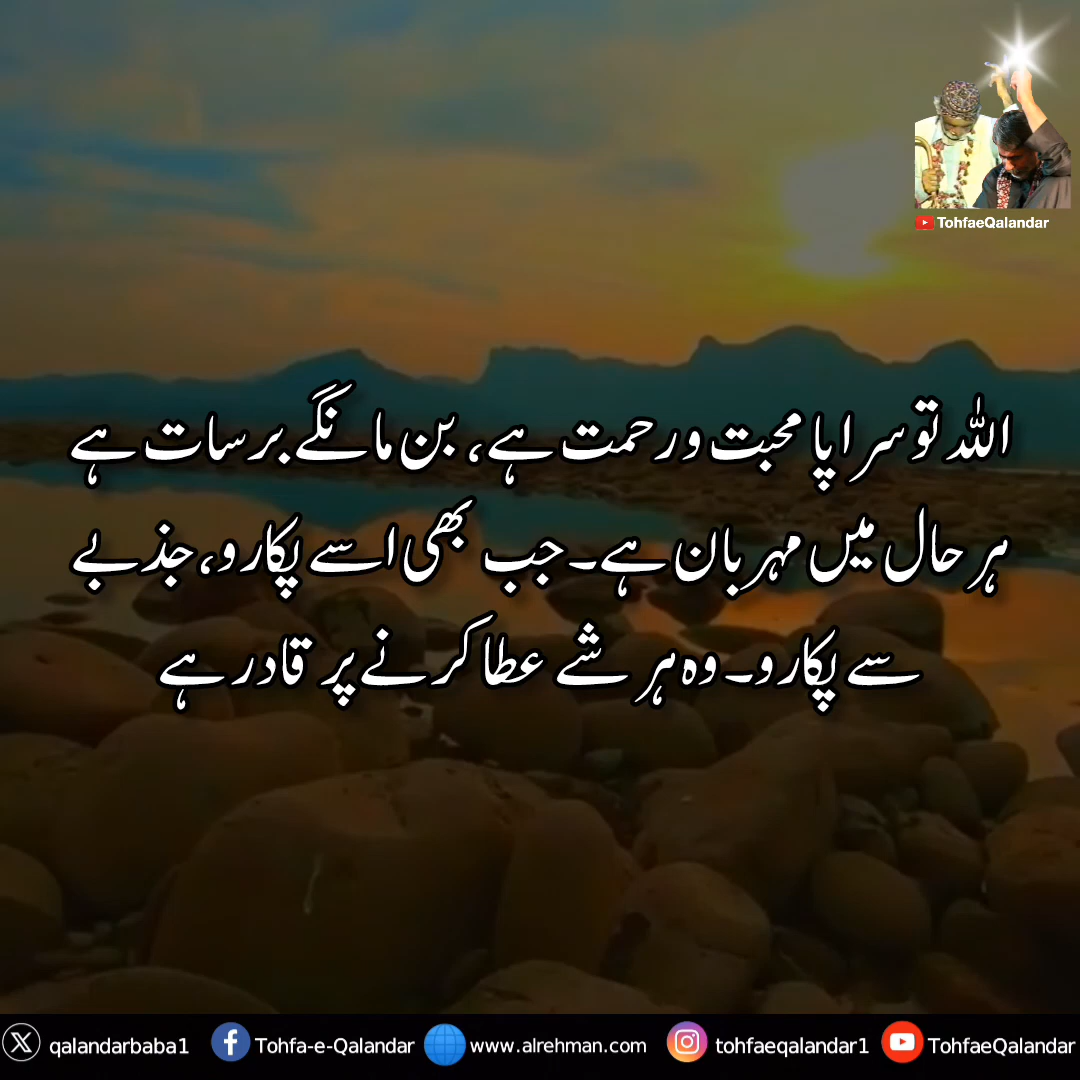 TohfaeQalandar
اللہ تو سراپا محبت و رحمت ہے، بن مانگے برسات ہے
ہر حال میں مہربان ہے۔ جب بھی اسے پکارو، جذبے
سے پکارو۔ وہ ہر شے عطا کرنے پر قادر ہے
qalandarbaba1 Tohfa-e-Qalandar www.alrehman.com tohfaeqalandar1 TohfaeQalandar